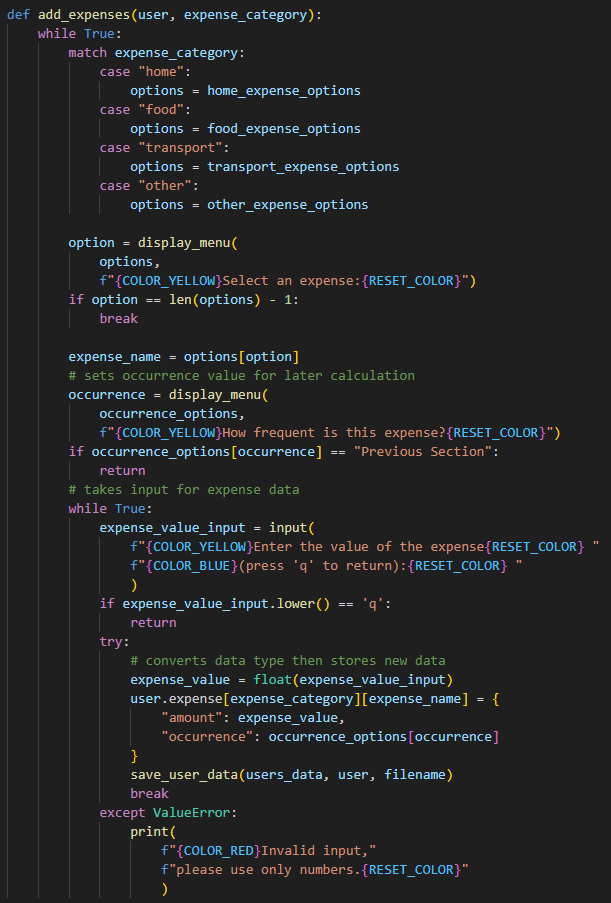 def add_expenses(user, expense_category):
    while True:
        match expense_category:
            case "home":
                options = home_expense_options
            case "food":
                options = food_expense_options
            case "transport":
                options = transport_expense_options
            case "other":
                options = other_expense_options

        option = display_menu(
            options,
            f"{COLOR_YELLOW}Select an expense:{RESET_COLOR}")
        if option == len(options) - 1:
            break

        expense_name = options[option]
        # sets occurrence value for later calculation
        occurrence = display_menu(
            occurrence_options,
            f"{COLOR_YELLOW}How frequent is this expense?{RESET_COLOR}")
        if occurrence_options[occurrence] == "Previous Section":
            return
        # takes input for expense data
        while True:
            expense_value_input = input(
                f"{COLOR_YELLOW}Enter the value of the expense{RESET_COLOR} "
                f"{COLOR_BLUE}(press 'q' to return):{RESET_COLOR} "
                )
            if expense_value_input.lower() == 'q':
                return
            try:
                # converts data type then stores new data
                expense_value = float(expense_value_input)
                user.expense[expense_category][expense_name] = {
                    "amount": expense_value,
                    "occurrence": occurrence_options[occurrence]
                }
                save_user_data(users_data, user, filename)
                break
            except ValueError:
                print(
                    f"{COLOR_RED}Invalid input,"
                    f"please use only numbers.{RESET_COLOR}"
                    )